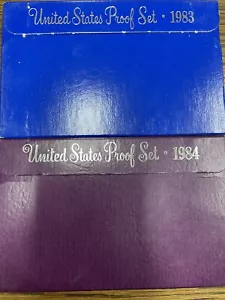 United States Proof Set · 1983
United States Proof Set · 1984